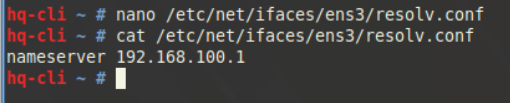 hq-cli ~ # nano /etc/net/ifaces/ens3/resolv.conf
hq-cli ~ # cat /etc/net/ifaces/ens3/resolv.conf
nameserver 192.168.100.1
hq-cli ~ #